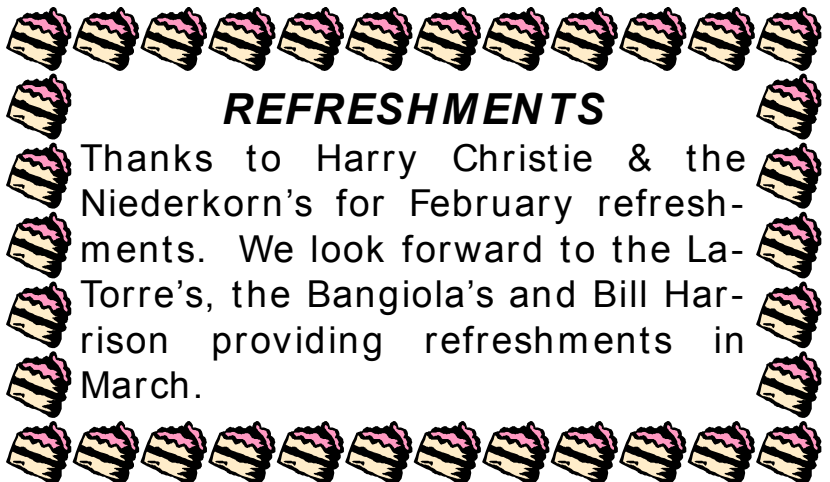 REFRESHMENTS
Thanks to Harry Christie & the
Niederkorn's for February refresh-
ments. We look forward to the La-
Torre's, the Bangiola's and Bill Har-
rison providing refreshments in
March.